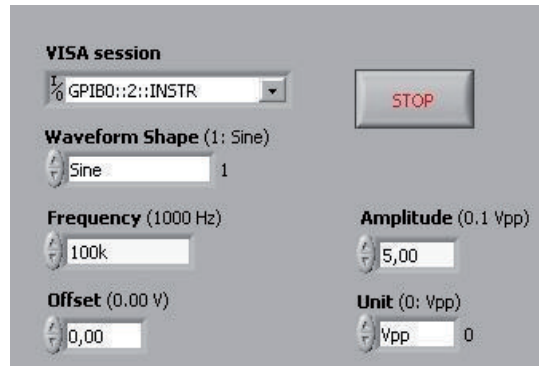 VISA session
I/O GPIB0::2::INSTR
STOP
Waveform Shape (1: Sine)
Sine 1
Frequency (1000 Hz)
100k
Amplitude (0.1 Vpp)
5,00
Offset (0.00 V)
0,00
Unit (0: Vpp)
Vpp 0